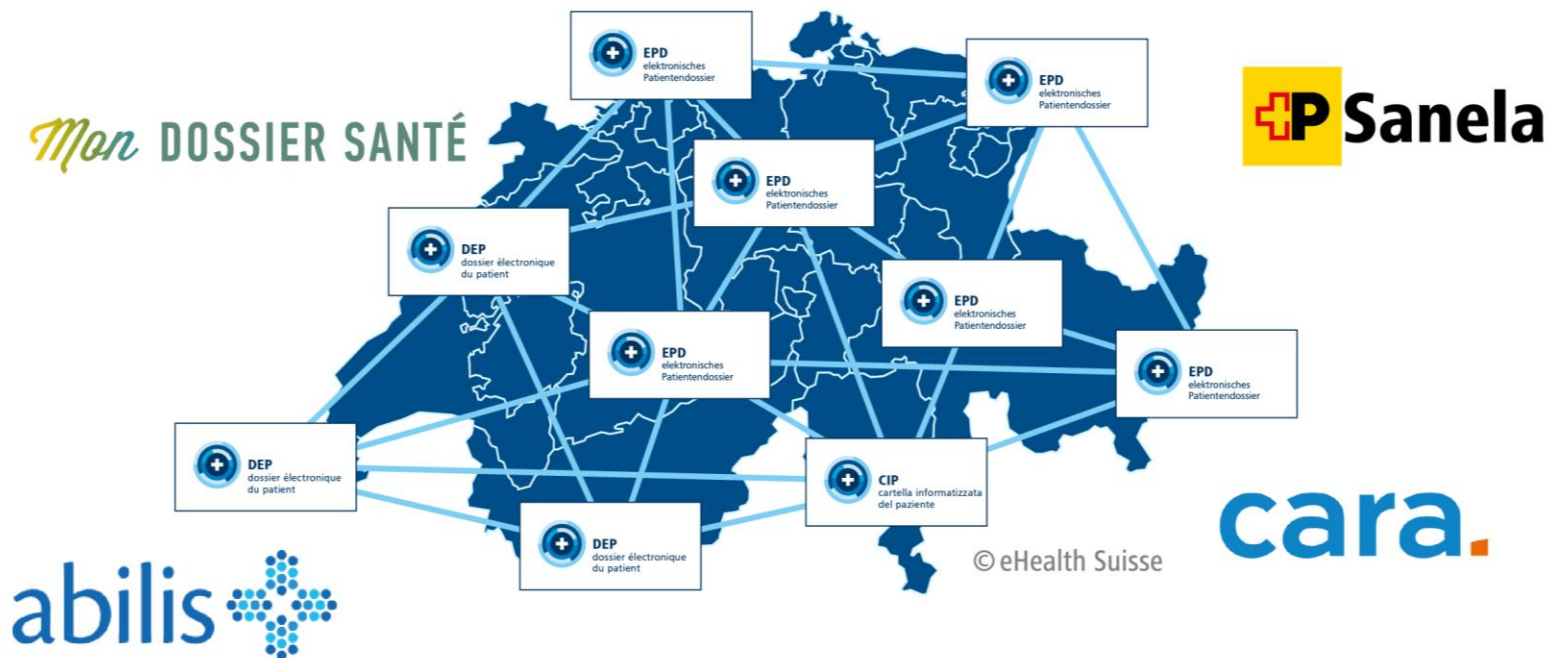 EPD
elektronisches
Patientendossier
EPD
elektronisches
Patientendossier
Mon DOSSIER SANTÉ
P Sanela
EPD
elektronisches
Patientendossier
DEP
dossier électronique
du patient
EPD
elektronisches
Patientendossier
EPD
elektronisches
Patientendossier
EPD
elektronisches
Patientendossier
DEP
dossier électronique
du patient
CIP
cartella informatizzata
del paziente
DEP
dossier électronique
du patient
cara.
© eHealth Suisse
abilis